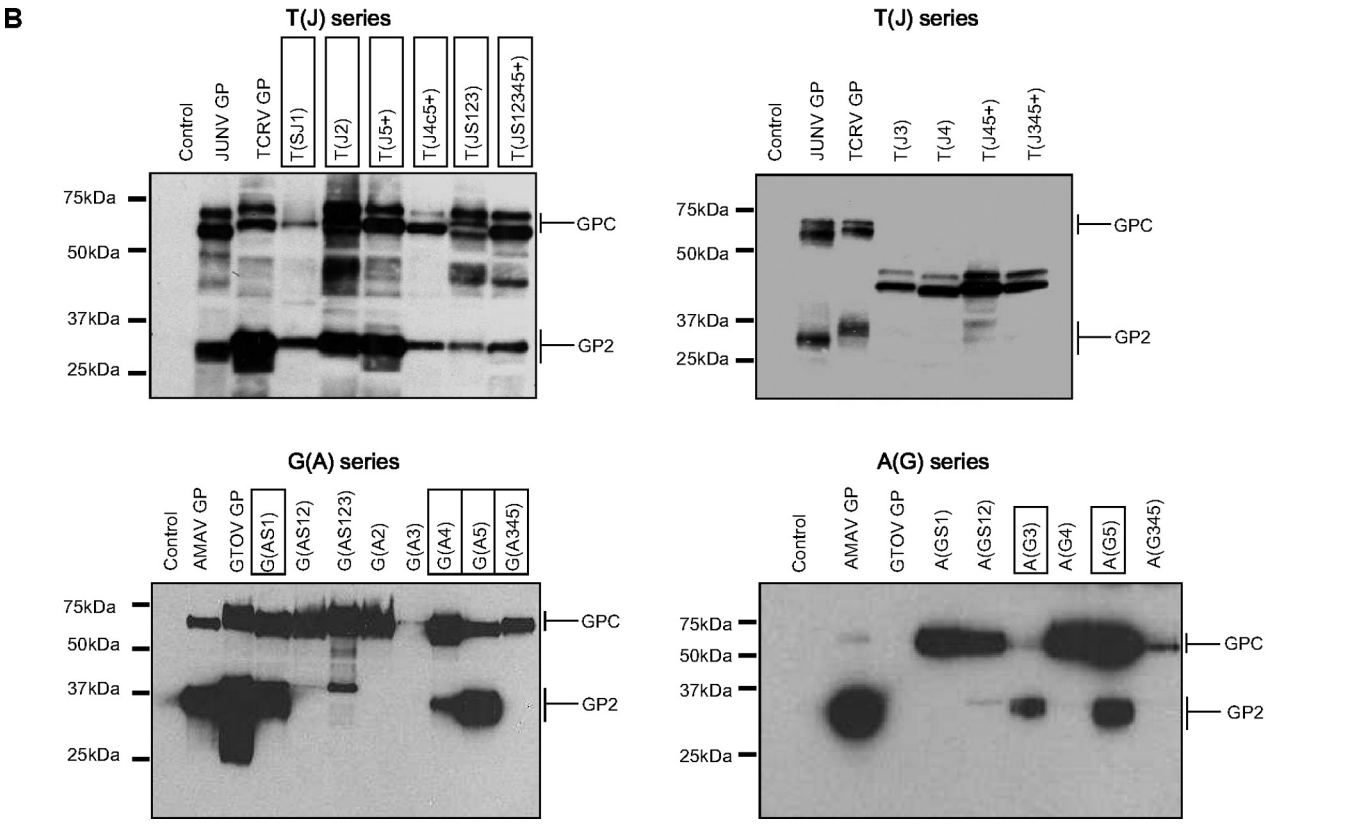 B
T(J) series
Control
JUNV GP
TCRV GP
T(SJ1)
T(J2)
T(J5+)
T(J4c5+)
T(JS123)
T(JS12345+)
75kDa
50kDa
37kDa
25kDa
GPC
GP2
T(J) series
Control
JUNV GP
TCRV GP
T(J3)
T(J4)
T(J45+)
T(J345+)
75kDa
50kDa
37kDa
25kDa
GPC
GP2
G(A) series
Control
AMAV GP
GTOV GP
G(AS1)
G(AS12)
G(AS123)
G(A2)
G(A3)
G(A4)
G(A5)
G(A345)
75kDa
50kDa
37kDa
25kDa
GPC
GP2
A(G) series
Control
AMAV GP
GTOV GP
A(GS1)
A(GS12)
A(G3)
A(G4)
A(G5)
A(G345)
75kDa
50kDa
37kDa
25kDa
GPC
GP2